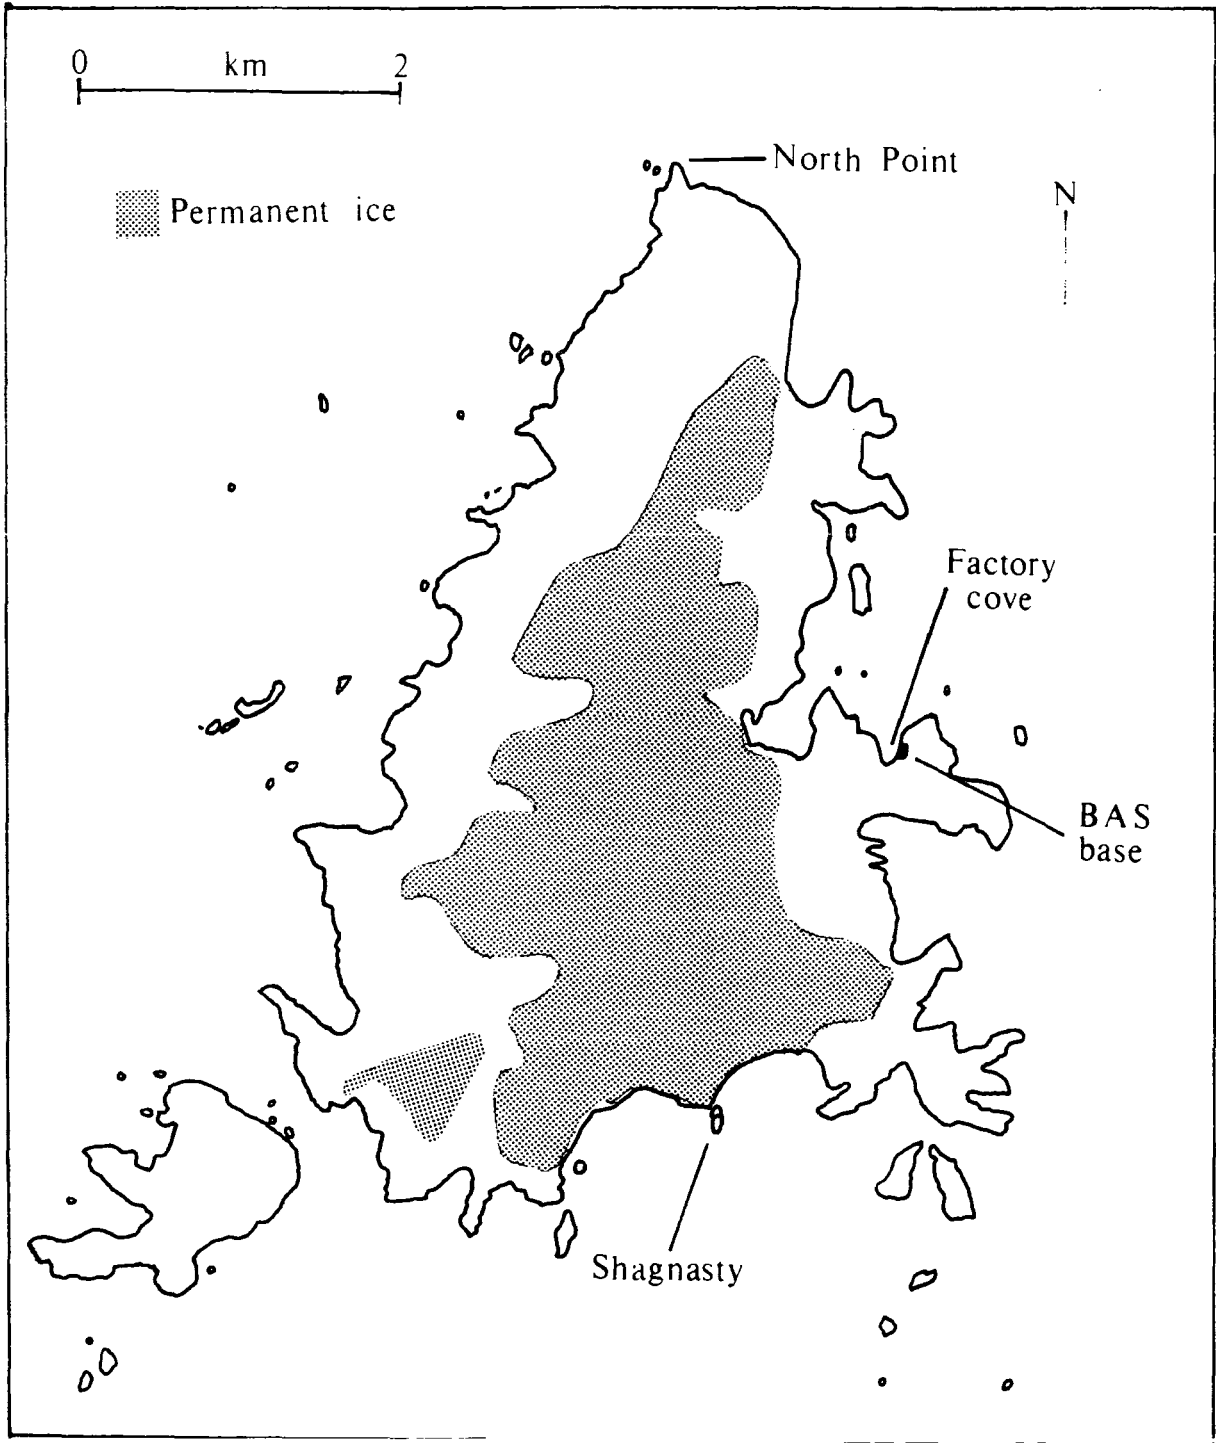 0 km 2
North Point
Permanent ice
N
Factory
cove
BAS
base
Shagnasty